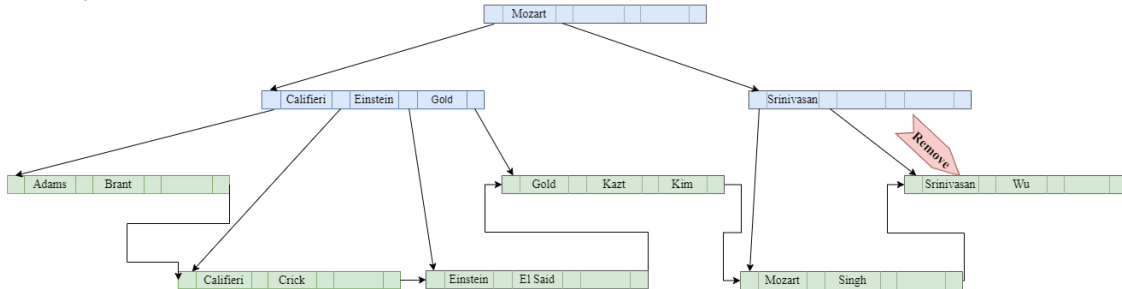 Mozart
Califieri Einstein Gold
Srinivasan
Remove
Adams Brant
Gold Kazt Kim
Srinivasan Wu
Califieri Crick
Einstein El Said
Mozart Singh